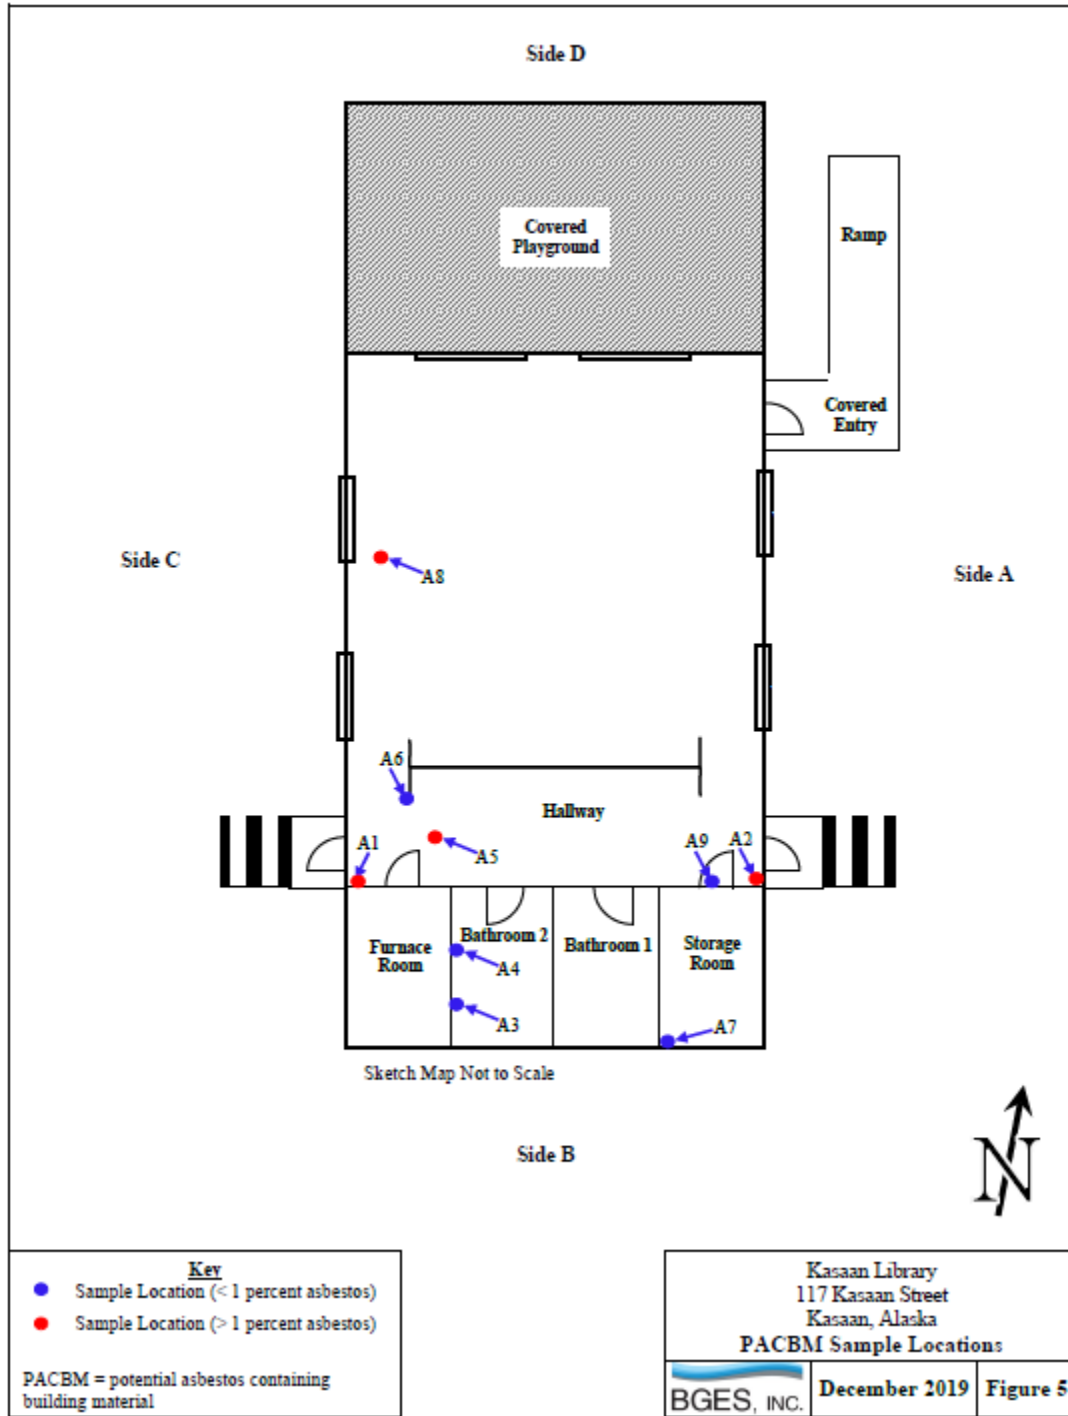 Side D
Covered
Playground
Ramp
Covered
Entry
Side C
Side A
A8
A6
Hallway
A1
A5
A9
A2
Furnace
Room
Bathroom 2
Bathroom 1
Storage
Room
A4
A3
A7
Sketch Map Not to Scale
Side B
N
Key
Sample Location (< 1 percent asbestos)
Sample Location (> 1 percent asbestos)
PACBM = potential asbestos containing
building material
Kasaan Library
117 Kasaan Street
Kasaan, Alaska
PACBM Sample Locations
BGES, INC.
December 2019
Figure 5